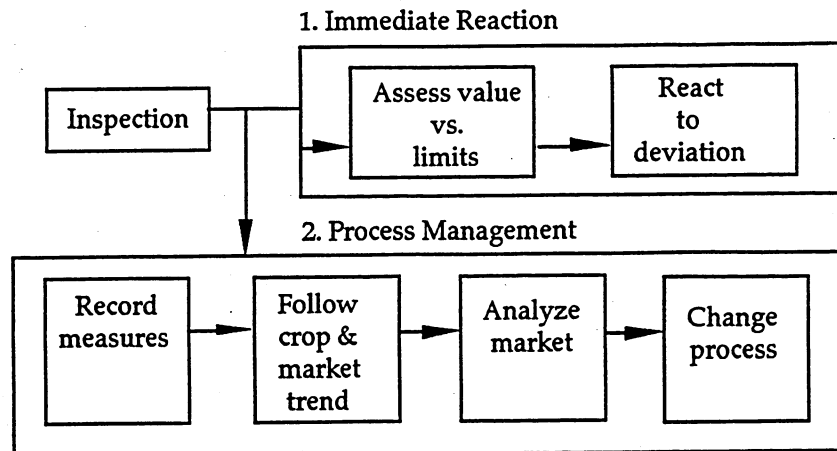 1. Immediate Reaction
Inspection
Assess value
vs.
limits
React
to
deviation
2. Process Management
Record
measures
Follow
crop &
market
trend
Analyze
market
Change
process